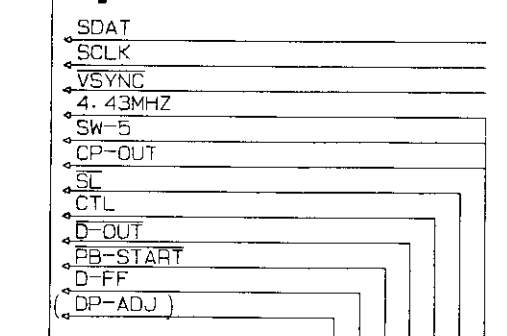 SDAT
SCLK
VSYNC
4.43MHZ
SW-5
CP-OUT
SL
CTL
D-OUT
PB-START
D-FF
( DP-ADJ )